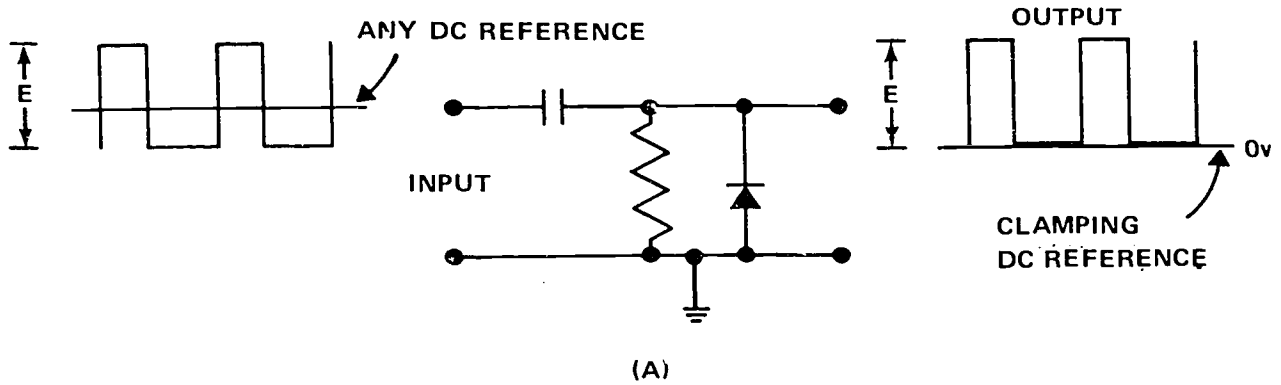 OUTPUT
ANY DC REFERENCE
E
E
0v
INPUT
CLAMPING
DC REFERENCE
(A)